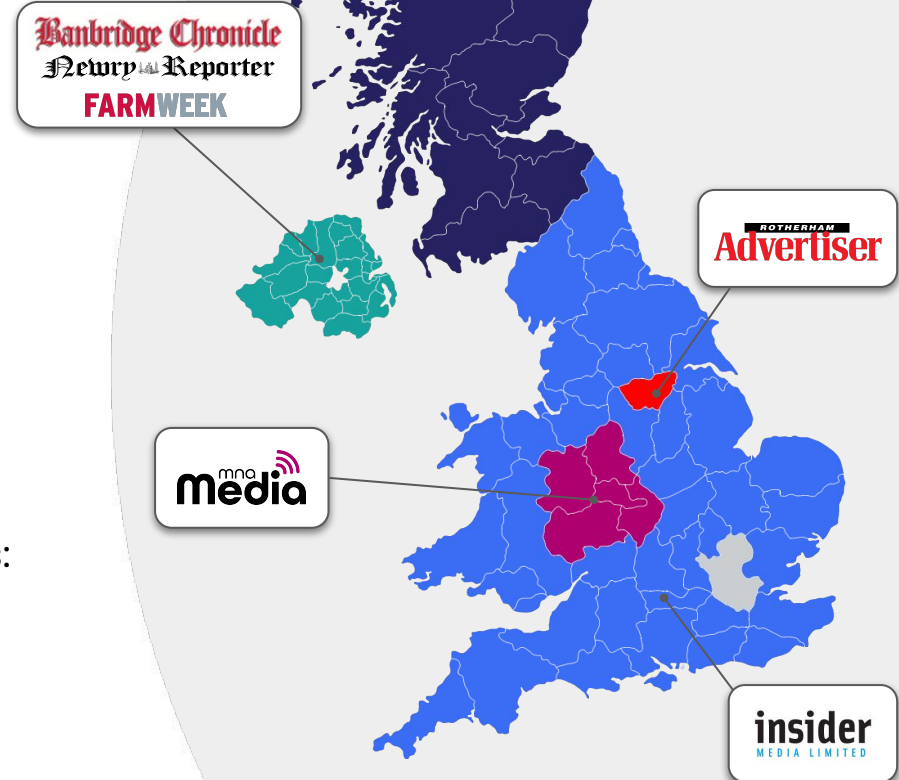 Banbridge Chronicle
Newry Reporter
FARMWEEK
ROTHERHAM
Advertiser
mna
media
:
insider
MEDIA LIMITED